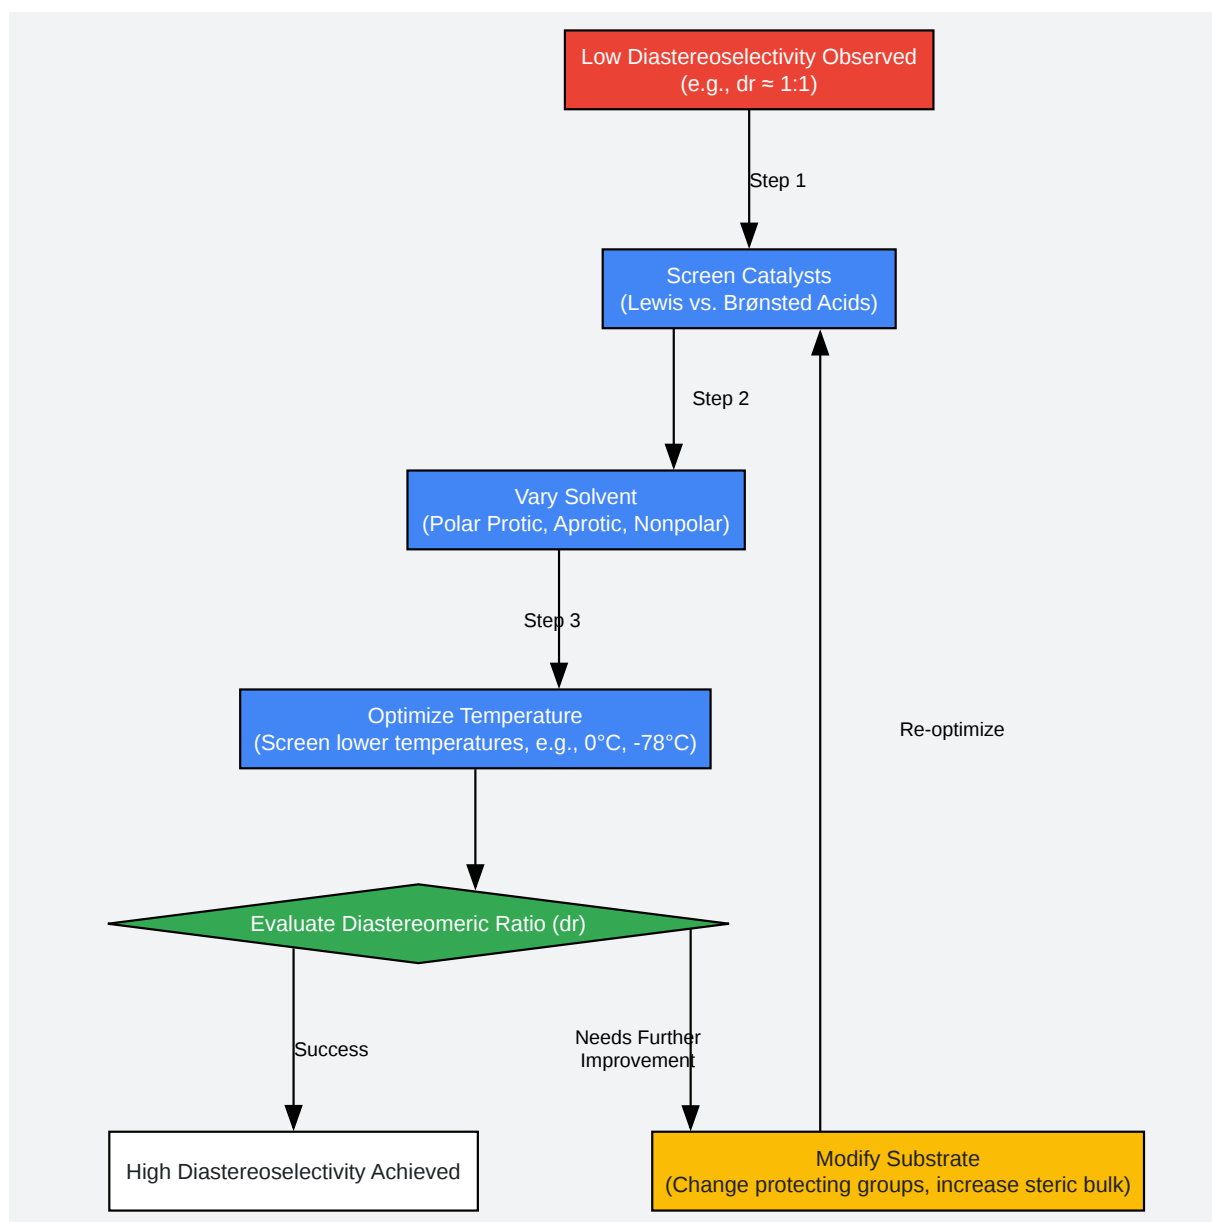 Low Diastereoselectivity Observed
(e.g., dr ≈ 1:1)
Step 1
Screen Catalysts
(Lewis vs. Brønsted Acids)
Step 2
Vary Solvent
(Polar Protic, Aprotic, Nonpolar)
Step 3
Optimize Temperature
(Screen lower temperatures, e.g., 0°C, -78°C)
Re-optimize
Evaluate Diastereomeric Ratio (dr)
Success
Needs Further
Improvement
High Diastereoselectivity Achieved
Modify Substrate
(Change protecting groups, increase steric bulk)